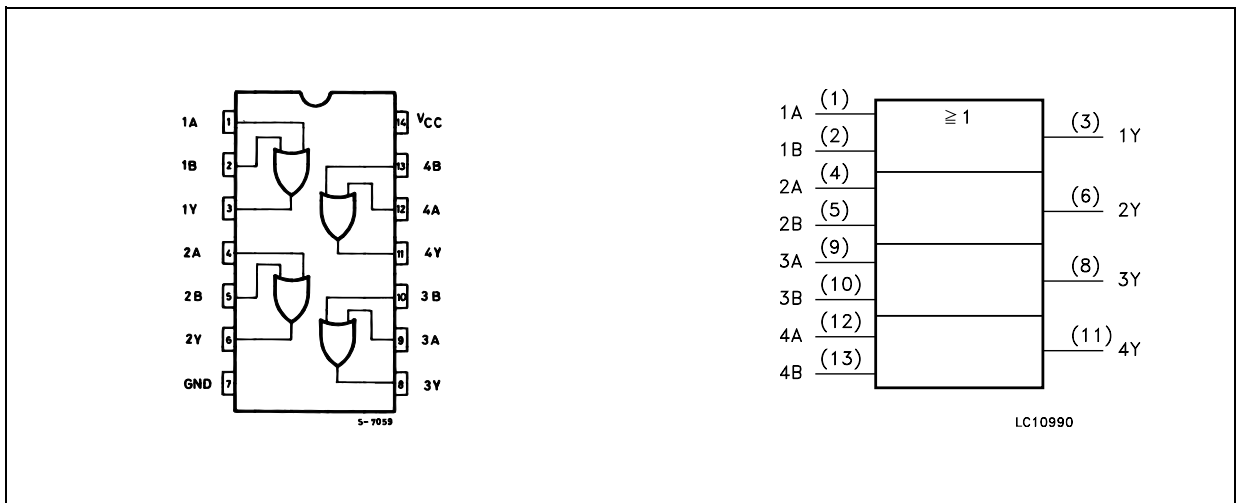 1A 1 14 VCC
1B 2 13 4B
1Y 3 12 4A
2A 4 11 4Y
2B 5 10 3B
2Y 6 9 3A
GND 7 8 3Y
S-7059
1A (1)
1B (2)
2A (4)
2B (5)
3A (9)
3B (10)
4A (12)
4B (13)
≧ 1
(3) 1Y
(6) 2Y
(8) 3Y
(11) 4Y
LC10990